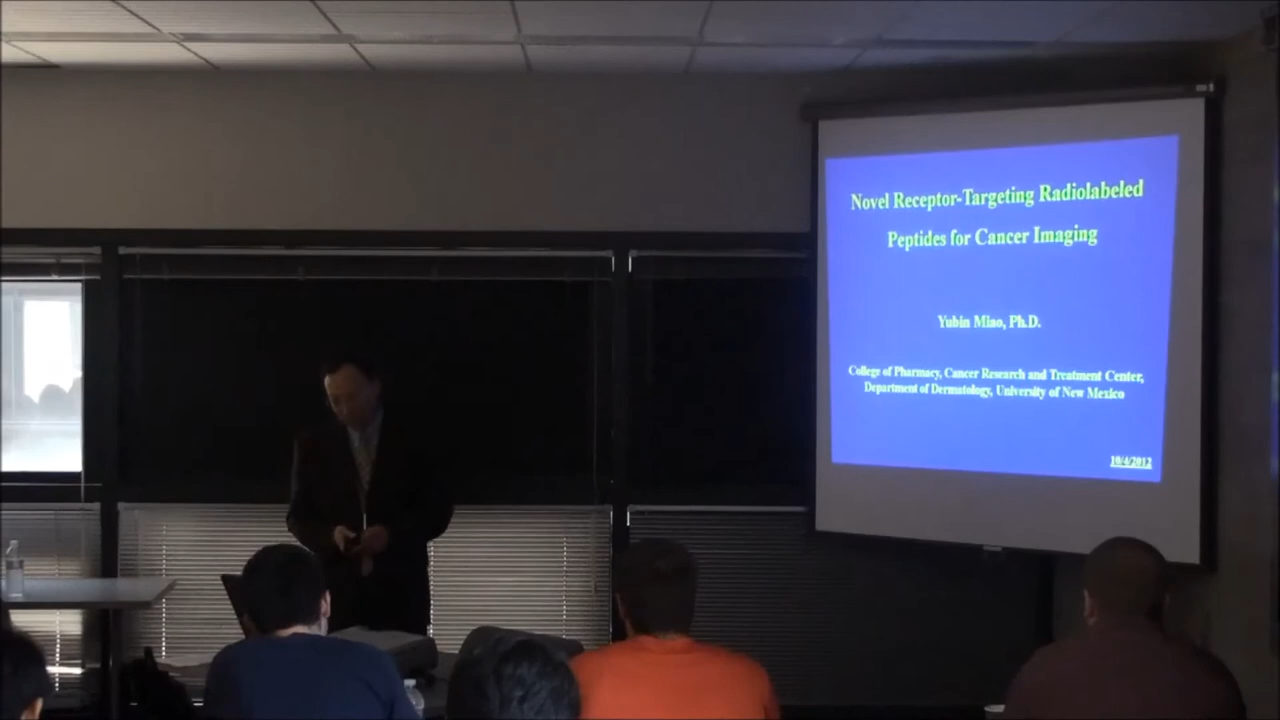 Novel Receptor-Targeting Radiolabeled
Peptides for Cancer Imaging
Yubin Miao, Ph.D.
College of Pharmacy, Cancer Research and Treatment Center,
Department of Dermatology, University of New Mexico
10/4/2012